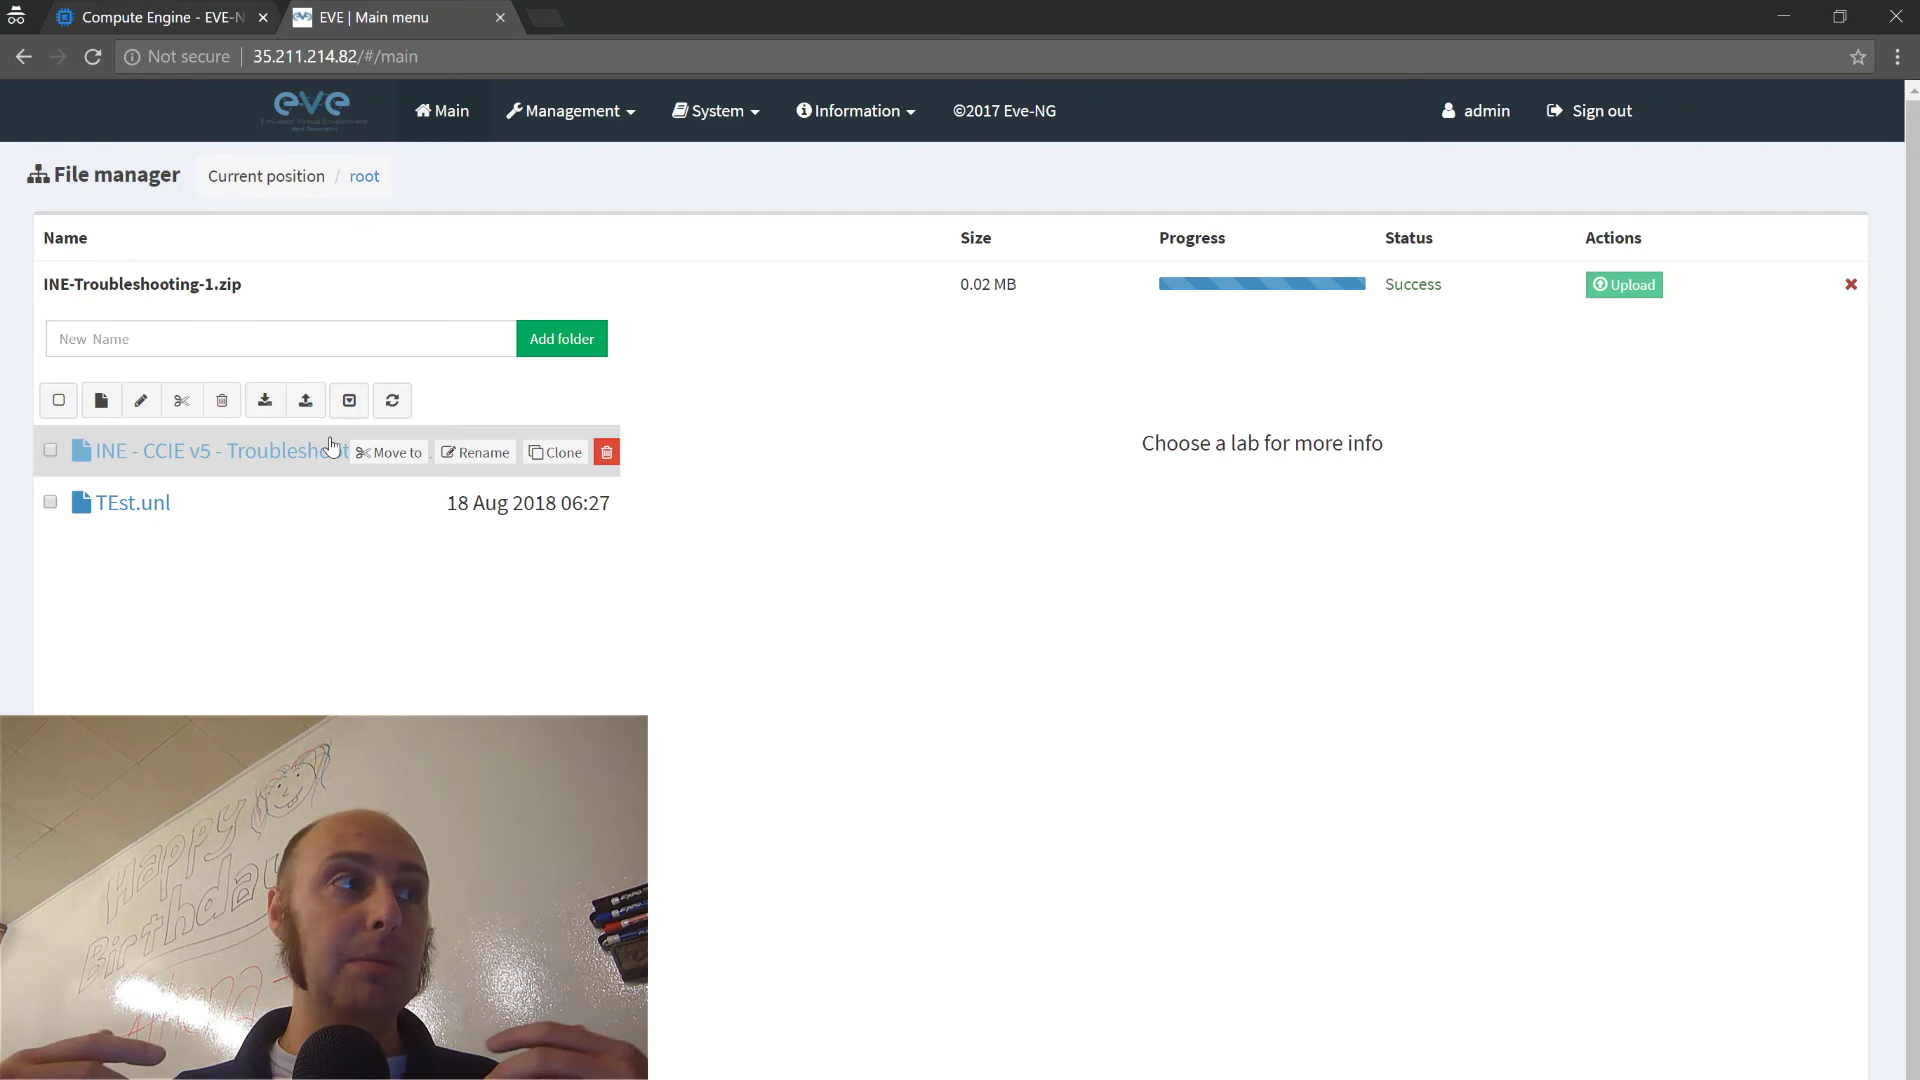 Compute Engine - EVE-N
EVE | Main menu
Not secure
35.211.214.82/#/main
eve
Main
Management
System
Information
©2017 Eve-NG
admin
Sign out
File manager
Current position / root
Name
Size
Progress
Status
Actions
INE-Troubleshooting-1.zip
0.02 MB
Success
Upload
New Name
Add folder
INE - CCIE v5 - Troubleshoot
Move to
Rename
Clone
Choose a lab for more info
TEst.unl
18 Aug 2018 06:27
Happy
Birthday